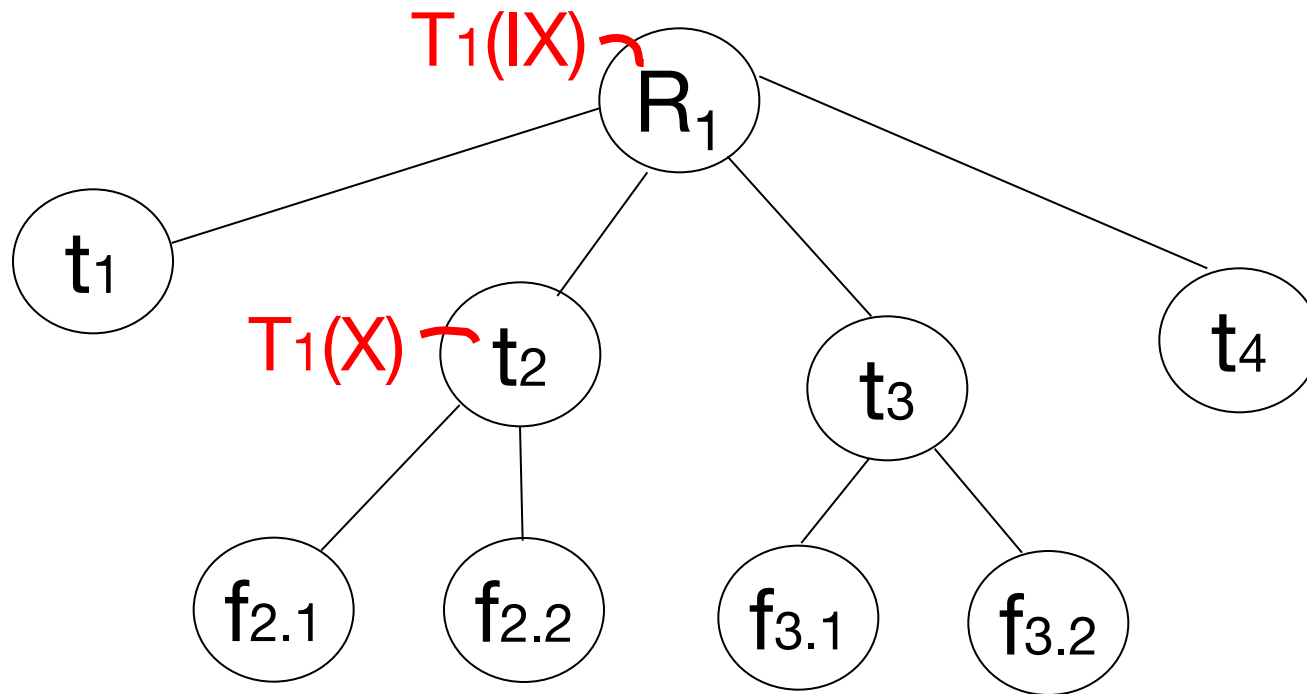 T₁(IX)
R₁
t₁
T₁(X)
t₂
t₃
t₄
f₂.₁
f₂.₂
f₃.₁
f₃.₂